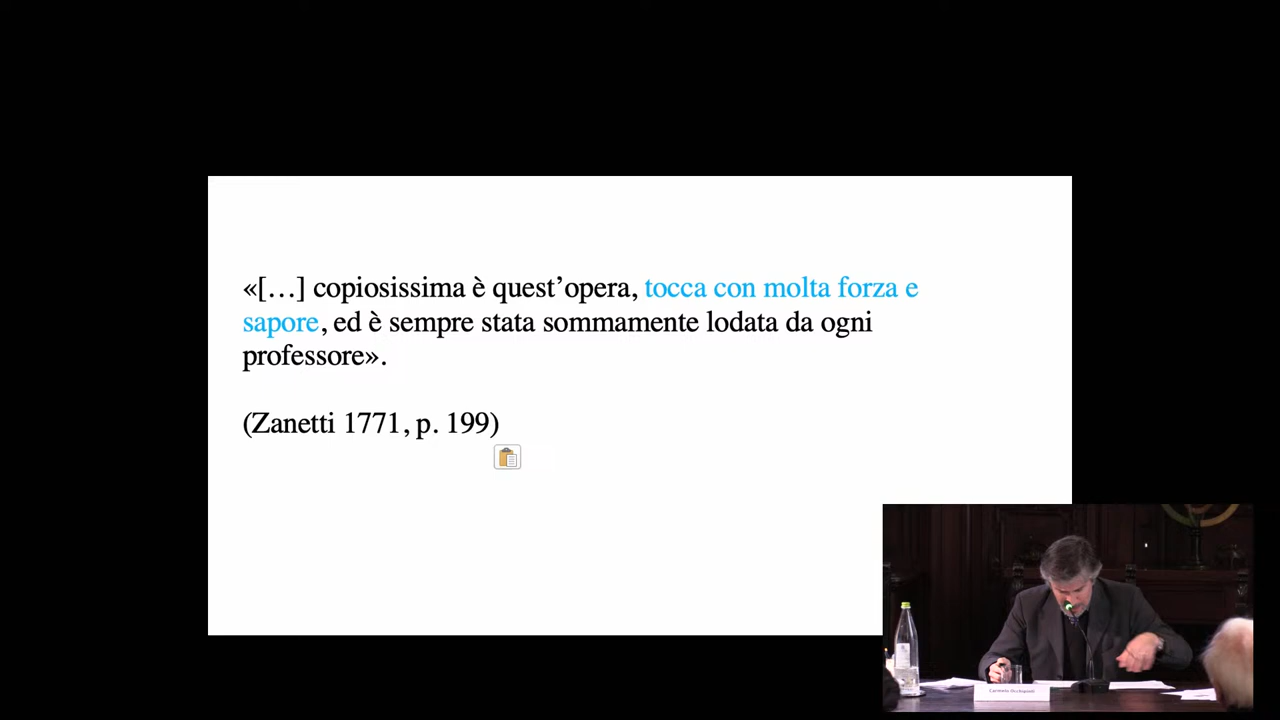 «[…] copiosissima è quest’opera, tocca con molta forza e
sapore, ed è sempre stata sommamente lodata da ogni
professore».
(Zanetti 1771, p. 199)